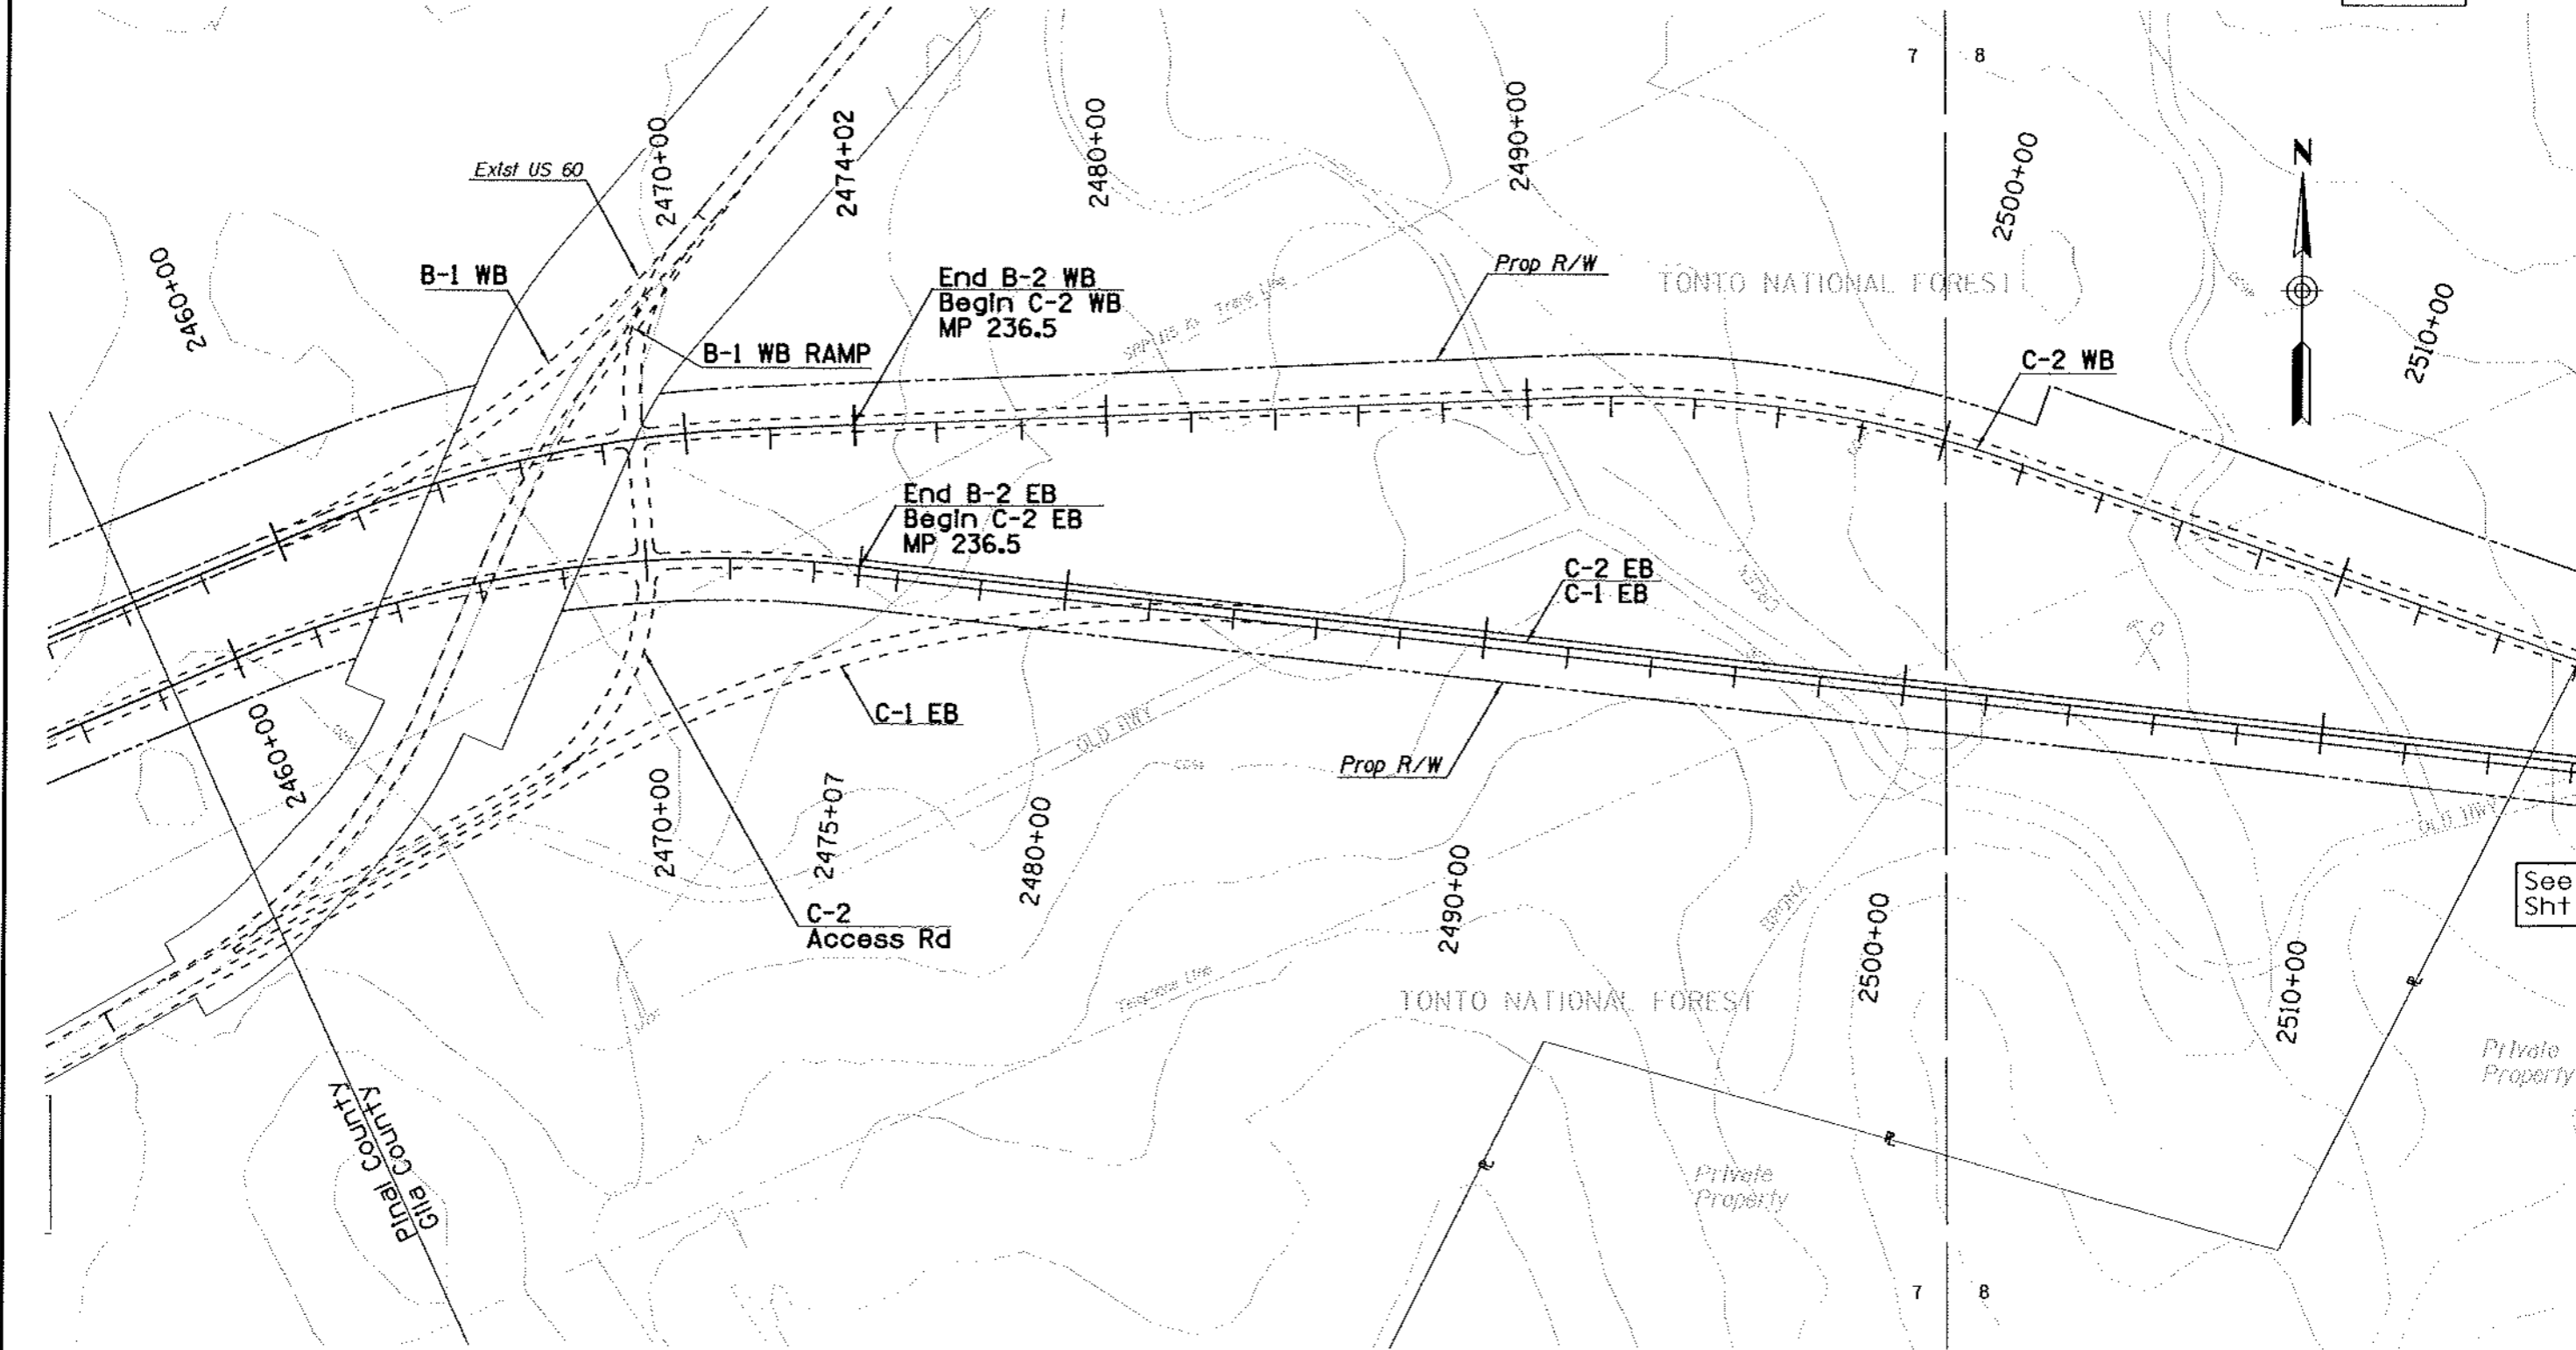 7 8
2470+00
2474+02
2480+00
2490+00
2500+00
N
Exist US 60
2460+00
B-1 WB
End B-2 WB
Begin C-2 WB
MP 236.5
Prop R/W
TONTO NATIONAL FOREST
2510+00
B-1 WB RAMP
Trans Line
C-2 WB
End B-2 EB
Begin C-2 EB
MP 236.5
C-2 EB
C-1 EB
2460+00
C-1 EB
OLD HWY
Prop R/W
2470+00
2475+07
2480+00
2490+00
2500+00
2510+00
OLD HWY
See
Sht
C-2
Access Rd
TONTO NATIONAL FOREST
Private
Property
Pinal County
Gila County
Private
Property
7 8